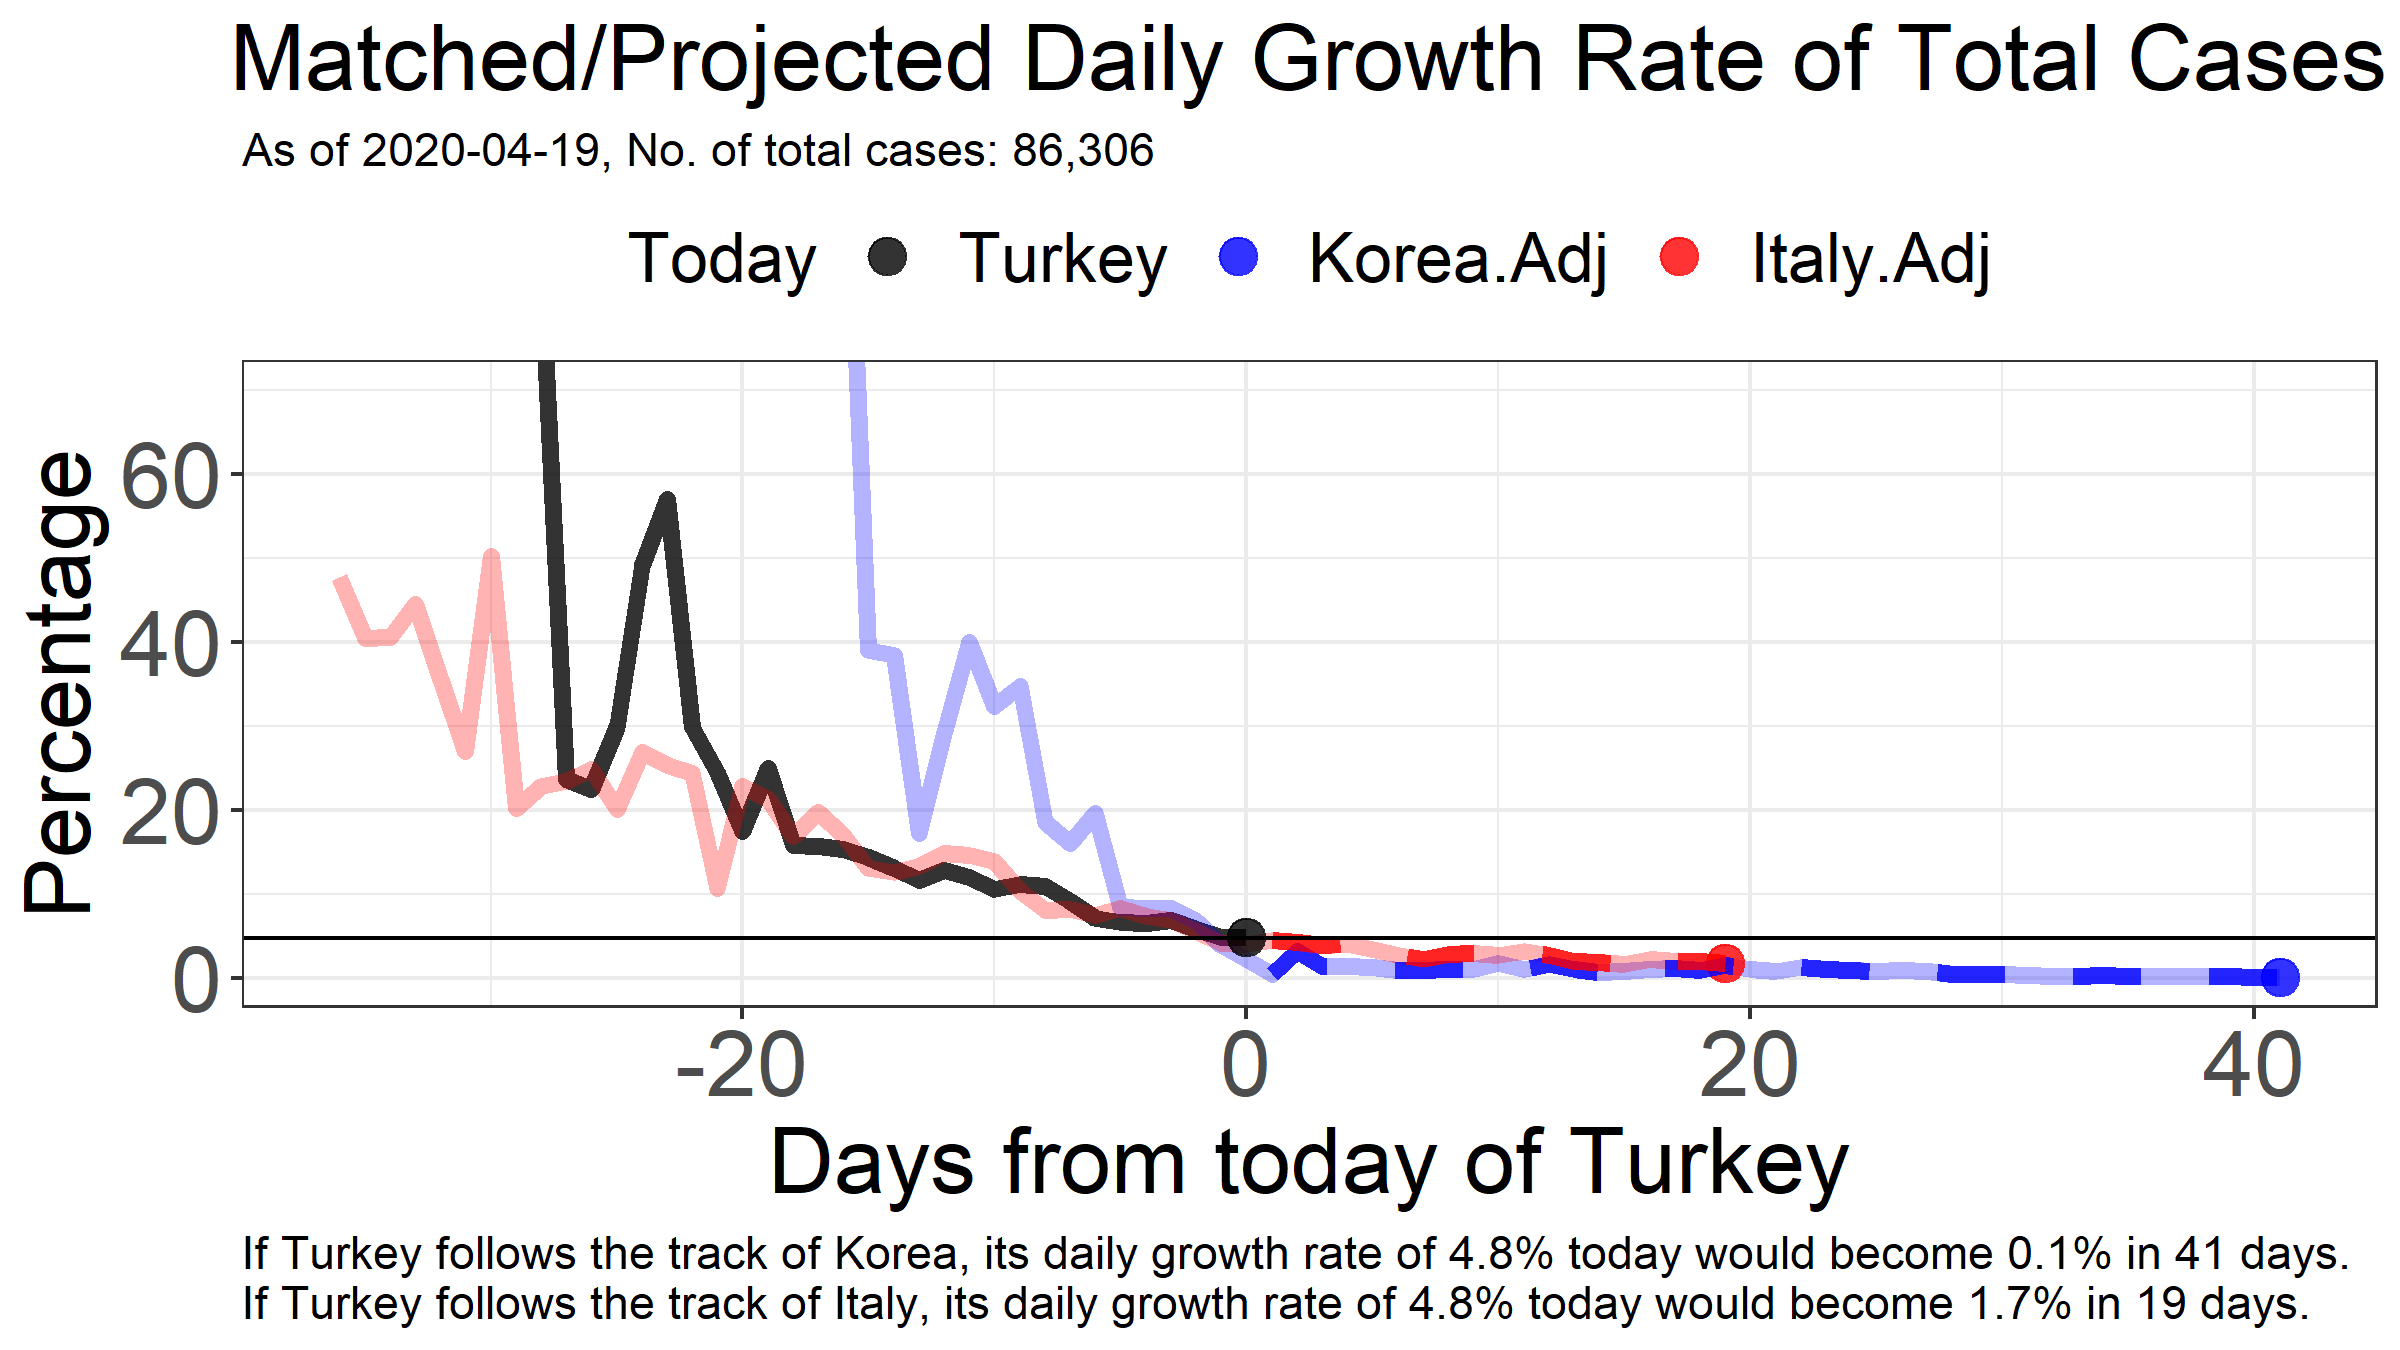 Matched/Projected Daily Growth Rate of Total Cases
As of 2020-04-19, No. of total cases: 86,306
Today Turkey Korea.Adj Italy.Adj
Percentage
60
40
20
0
-20 0 20 40
Days from today of Turkey
If Turkey follows the track of Korea, its daily growth rate of 4.8% today would become 0.1% in 41 days.
If Turkey follows the track of Italy, its daily growth rate of 4.8% today would become 1.7% in 19 days.